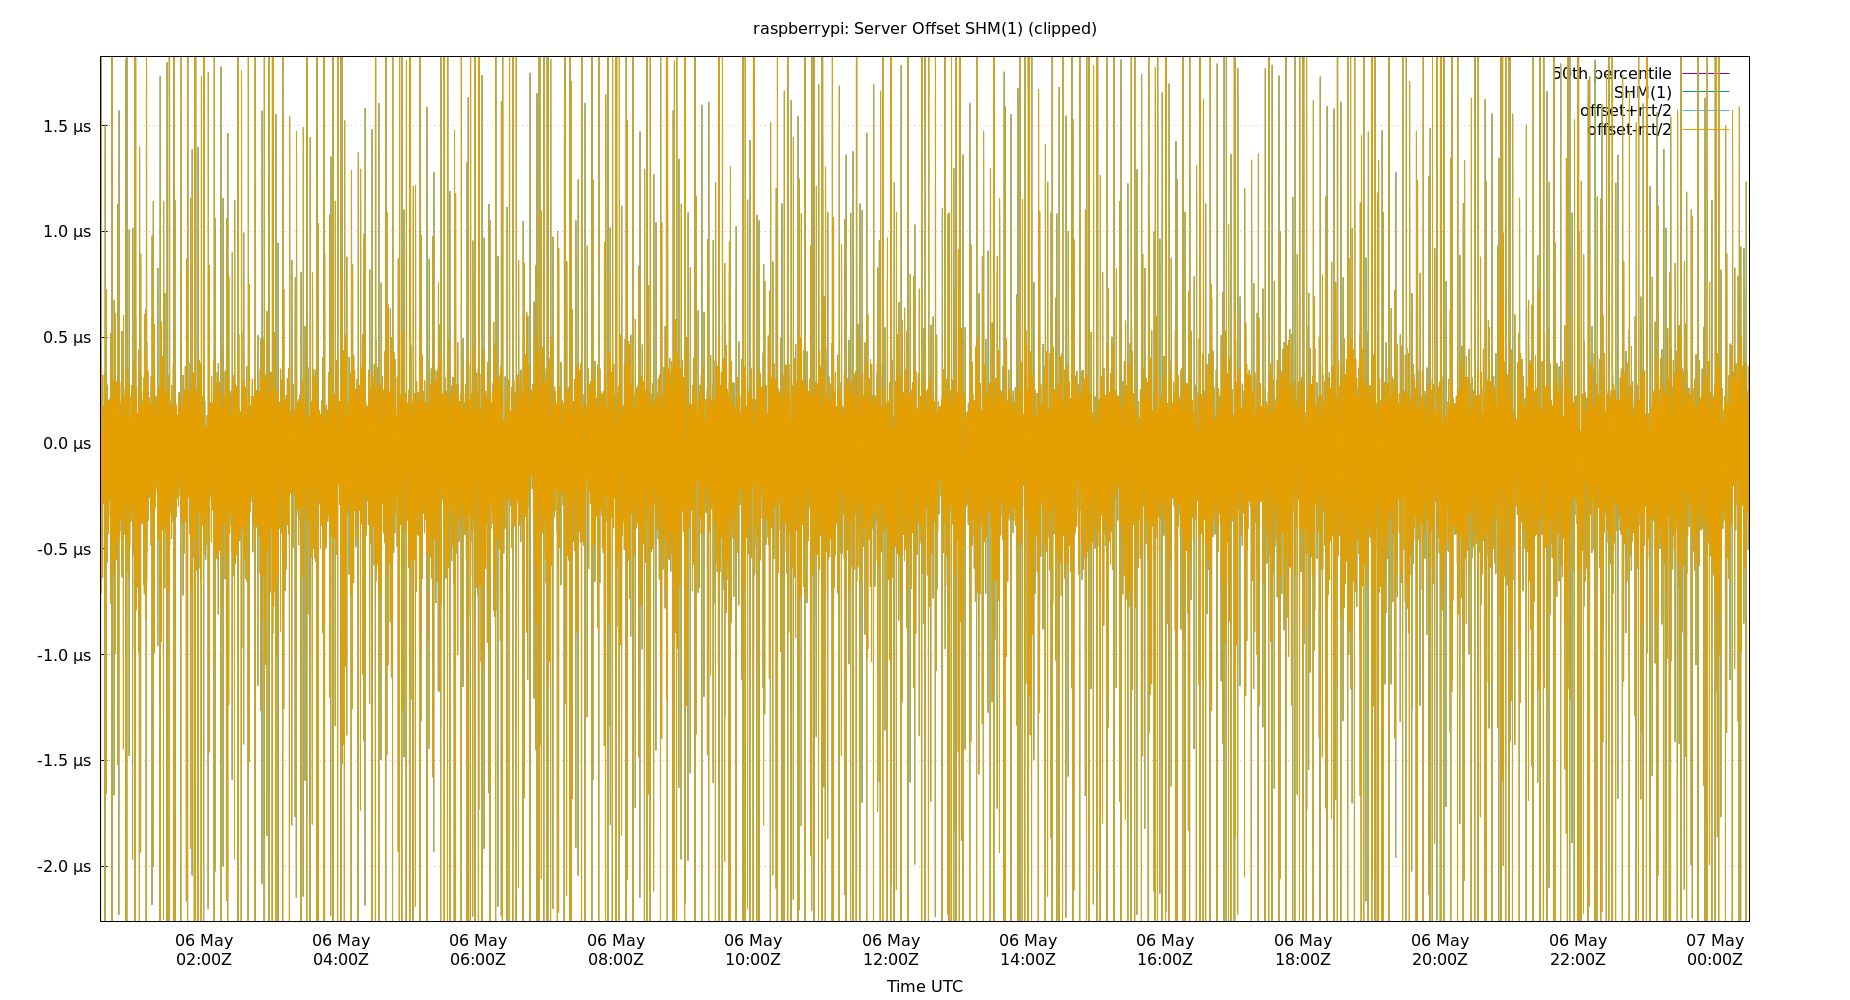 raspberrypi: Server Offset SHM(1) (clipped)
50th percentile
SHM(1)
offset+rtt/2
offset-rtt/2
1.5 µs
1.0 µs
0.5 µs
0.0 µs
-0.5 µs
-1.0 µs
-1.5 µs
-2.0 µs
06 May 06 May 06 May 06 May 06 May 06 May 06 May 06 May 06 May 06 May 06 May 07 May
02:00Z 04:00Z 06:00Z 08:00Z 10:00Z 12:00Z 14:00Z 16:00Z 18:00Z 20:00Z 22:00Z 00:00Z
Time UTC